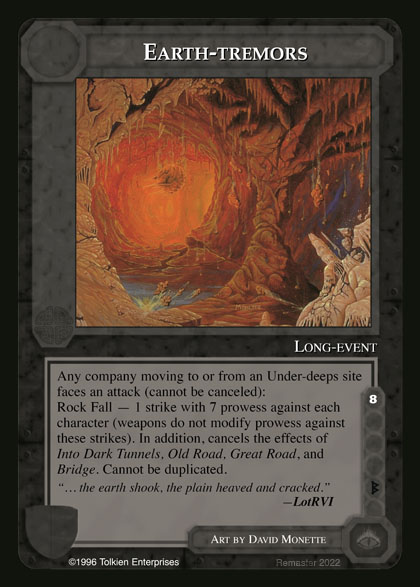 EARTH-TREMORS
LONG-EVENT
Any company moving to or from an Under-deeps site
faces an attack (cannot be canceled):
Rock Fall — 1 strike with 7 prowess against each
character (weapons do not modify prowess against
these strikes). In addition, cancels the effects of
Into Dark Tunnels, Old Road, Great Road, and
Bridge. Cannot be duplicated.
“… the earth shook, the plain heaved and cracked.”
–LotRVI
8
ART BY DAVID MONETTE
©1996 Tolkien Enterprises
Remaster 2022